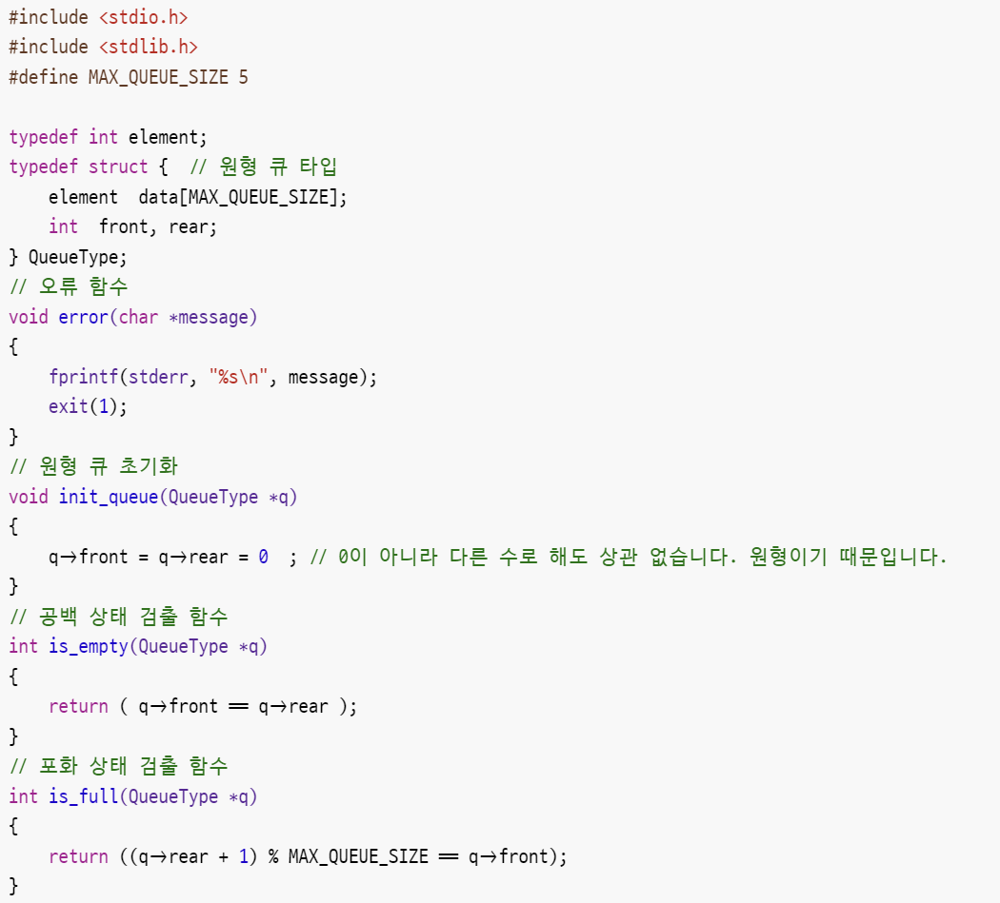 #include <stdio.h>
#include <stdlib.h>
#define MAX_QUEUE_SIZE 5

typedef int element;
typedef struct {  // 원형 큐 타입
    element  data[MAX_QUEUE_SIZE];
    int  front, rear;
} QueueType;
// 오류 함수
void error(char *message)
{
    fprintf(stderr, "%s\n", message);
    exit(1);
}
// 원형 큐 초기화
void init_queue(QueueType *q)
{
    q->front = q->rear = 0  ; // 0이 아니라 다른 수로 해도 상관 없습니다. 원형이기 때문입니다.
}
// 공백 상태 검출 함수
int is_empty(QueueType *q)
{
    return ( q->front == q->rear );
}
// 포화 상태 검출 함수
int is_full(QueueType *q)
{
    return ((q->rear + 1) % MAX_QUEUE_SIZE == q->front);
}